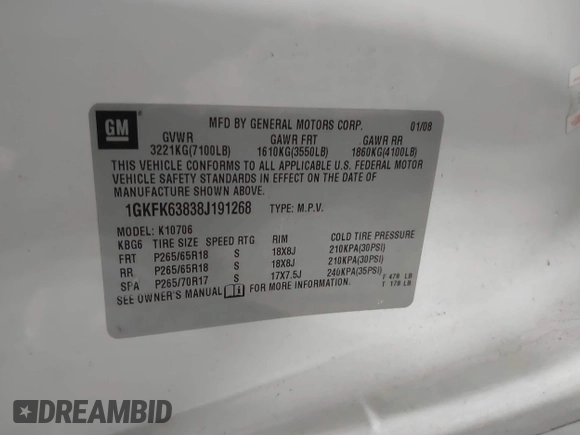 GM
MFD BY GENERAL MOTORS CORP. 01/08
GVWR GAWR FRT GAWR RR
3221KG(7100LB) 1610KG(3550LB) 1860KG(4100LB)
THIS VEHICLE CONFORMS TO ALL APPLICABLE U.S. FEDERAL MOTOR
VEHICLE SAFETY STANDARDS IN EFFECT ON THE DATE OF
MANUFACTURE SHOWN ABOVE.
1GKFK63838J191268 TYPE: M.P.V.
MODEL: K10706
KBG6 TIRE SIZE SPEED RTG RIM COLD TIRE PRESSURE
FRT P265/65R18 S 18X8J 210KPA(30PSI)
RR P265/65R18 S 18X8J 210KPA(30PSI)
SPA P265/70R17 S 17X7.5J 240KPA(35PSI)
SEE OWNER'S MANUAL FOR MORE INFORMATION.
F 478 LB
T 178 LB
DREAMBID